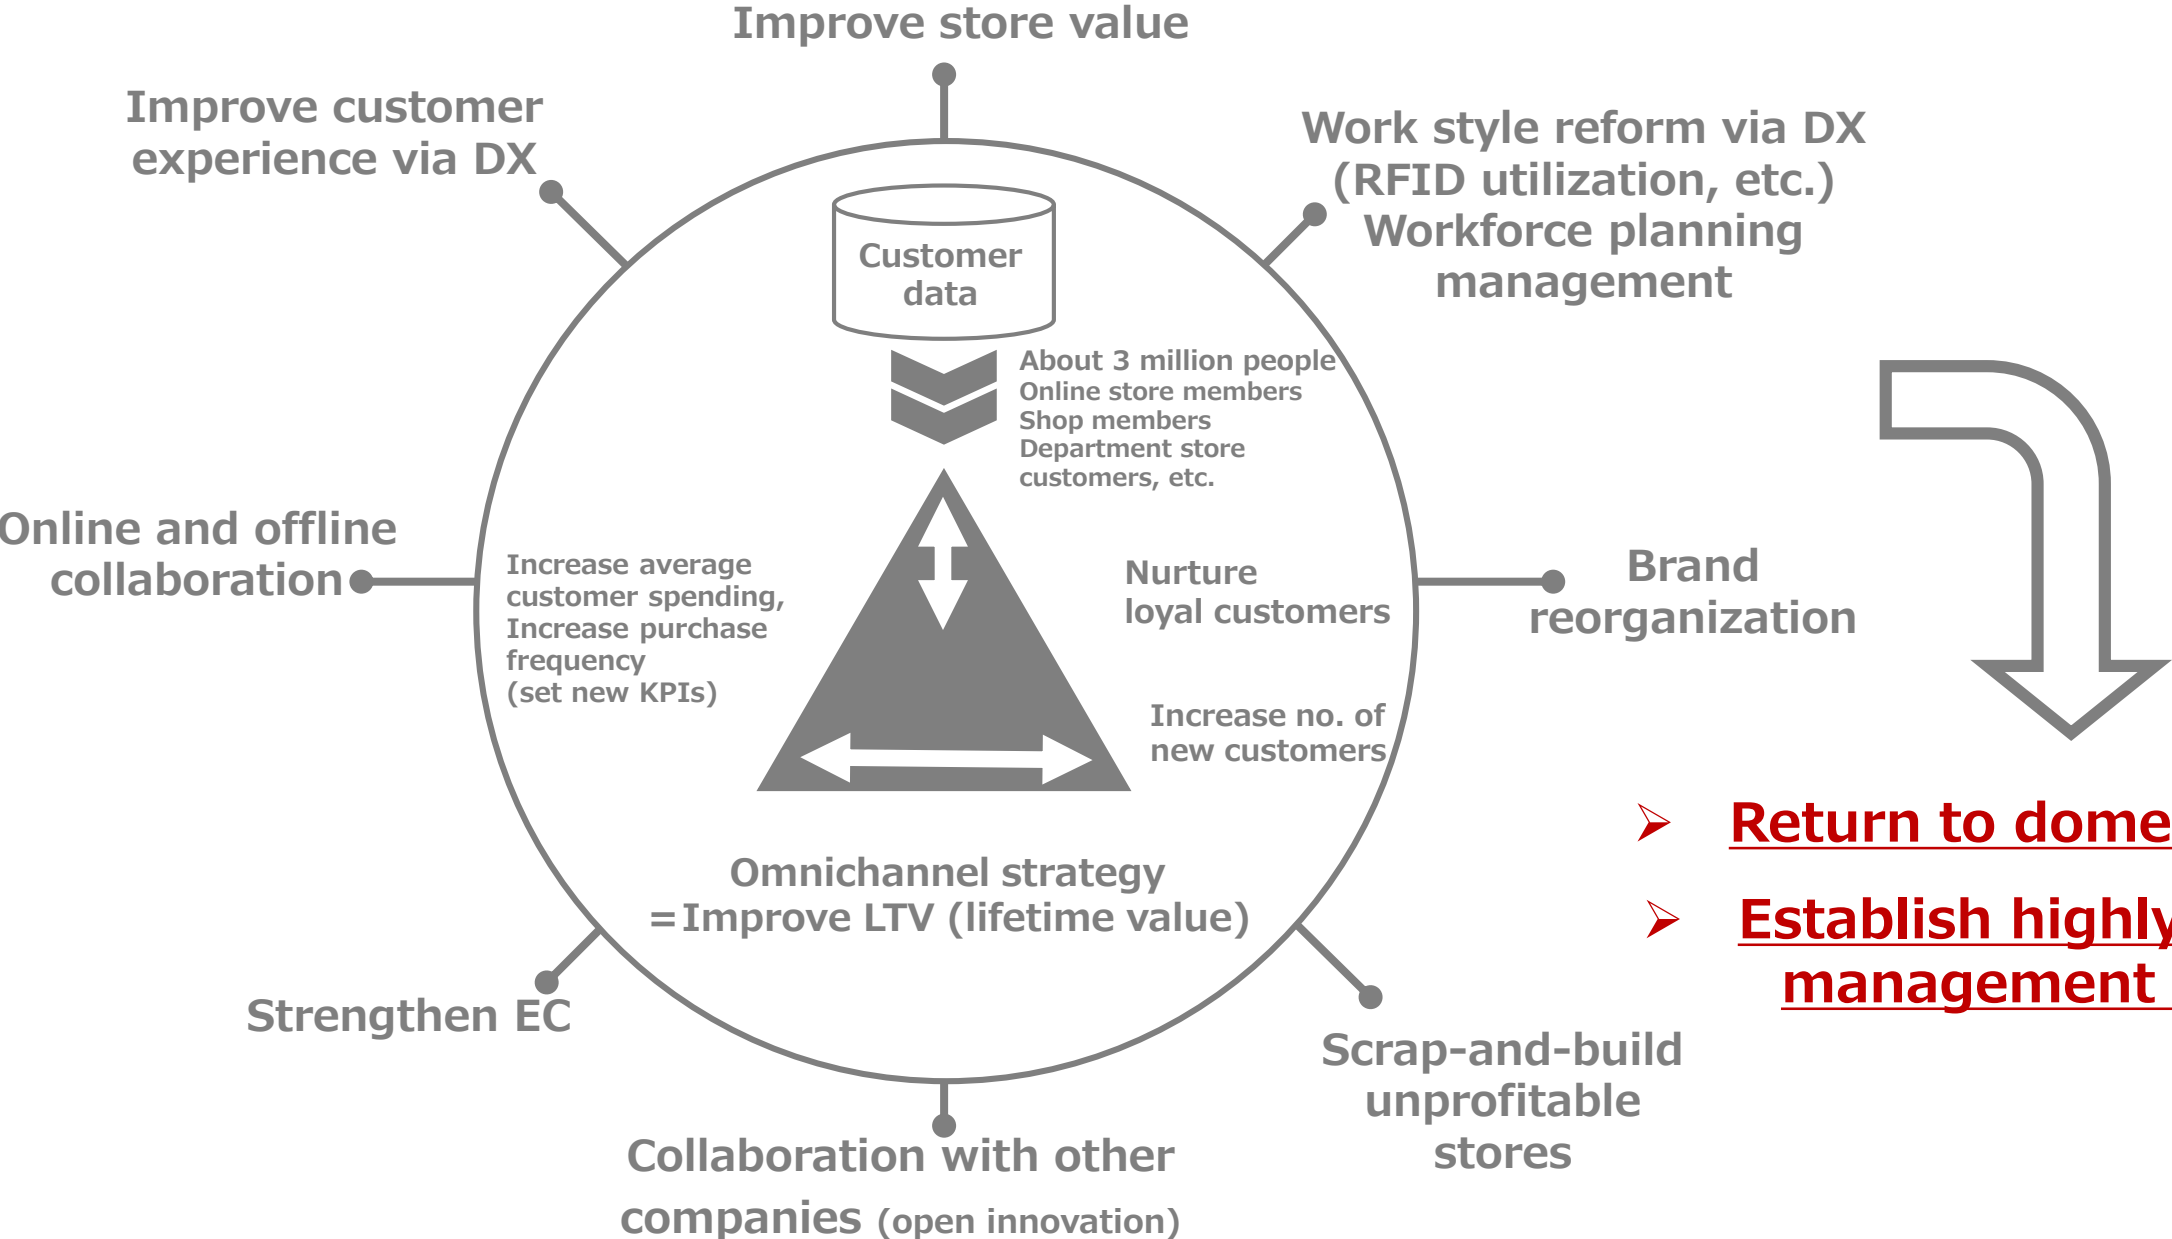 Improve store value
Improve customer
experience via DX
Work style reform via DX
(RFID utilization, etc.)
Workforce planning
management
Customer
data
About 3 million people
Online store members
Shop members
Department store
customers, etc.
Online and offline
collaboration
Increase average
customer spending,
Increase purchase
frequency
(set new KPIs)
Nurture
loyal customers
Increase no. of
new customers
Brand
reorganization
Omnichannel strategy
=Improve LTV (lifetime value)
Return to
Establish highly
management
Strengthen EC
Scrap-and-build
unprofitable
stores
Collaboration with other
companies (open innovation)